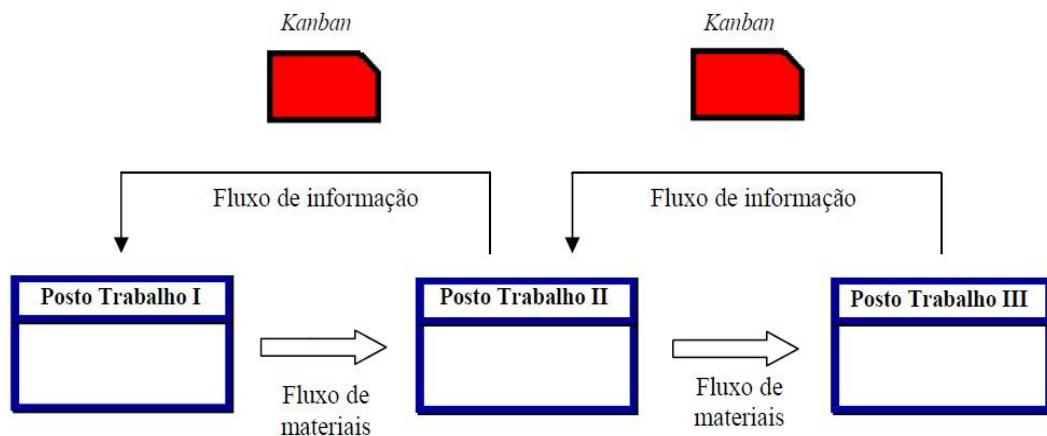 Kanban
Kanban
Fluxo de informação
Fluxo de informação
Posto Trabalho I
Posto Trabalho II
Posto Trabalho III
Fluxo de
materiais
Fluxo de
materiais